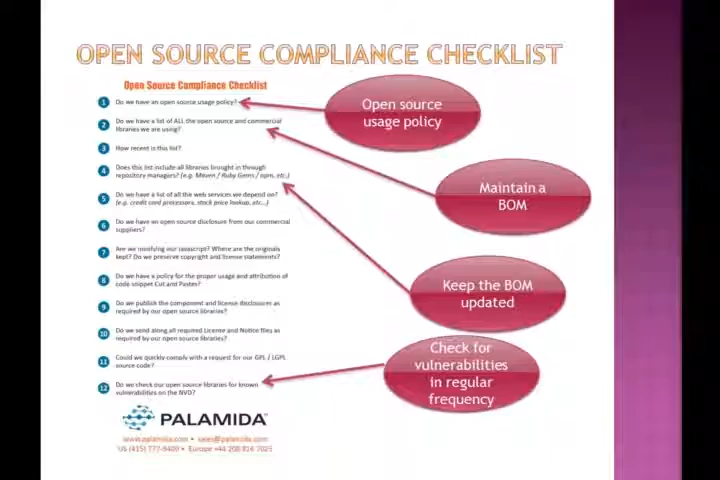 OPEN SOURCE COMPLIANCE CHECKLIST
Open Source Compliance Checklist
1 Do we have an open source usage policy?
2 Do we have a list of ALL the open source and commercial
libraries we are using?
3 How recent is this list?
4 Does this list include all libraries brought in through
repository managers? (e.g. Maven / Ruby Gems / npm, etc.)
5 Do we have a list of all the web services we depend on?
(e.g. credit card processors, stock price lookup, etc...)
6 Do we have an open source disclosure from our commercial
suppliers?
7 Are we modifying our Javascript? Where are the originals
kept? Do we preserve copyright and license statements?
8 Do we have a policy for the proper usage and attribution of
code snippet Cut and Pastes?
9 Do we publish the component and license disclosures as
required by our open source libraries?
10 Do we send along all required License and Notice files as
required by our open source libraries?
11 Could we quickly comply with a request for our GPL / LGPL
source code?
12 Do we check our open source libraries for known
vulnerabilities on the NVD?
PALAMIDA
www.palamida.com • sales@palamida.com
US (415) 777-9400 • Europe +44 208 816 7025
Open source
usage policy
Maintain a
BOM
Keep the BOM
updated
Check for
vulnerabilities
in regular
frequency